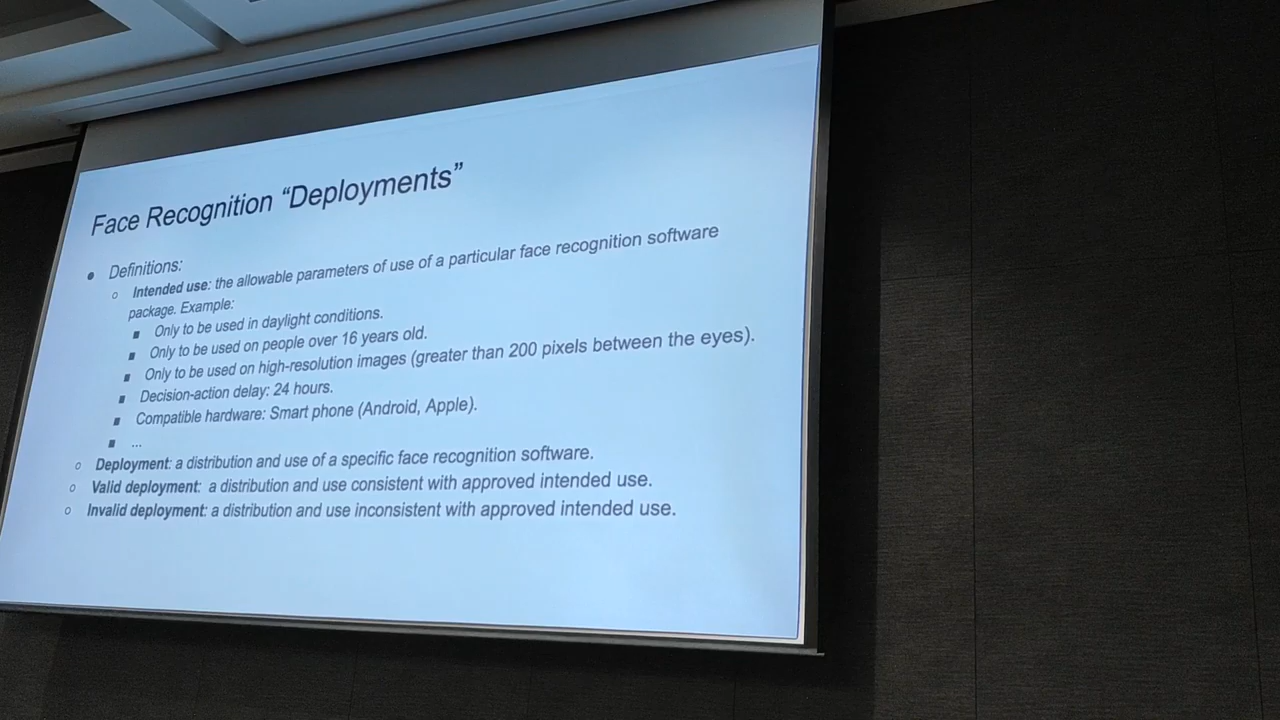 Face Recognition “Deployments”
● Definitions:
○ Intended use: the allowable parameters of use of a particular face recognition software
package. Example:
■ Only to be used in daylight conditions.
■ Only to be used on people over 16 years old.
■ Only to be used on high-resolution images (greater than 200 pixels between the eyes).
■ Decision-action delay: 24 hours.
■ Compatible hardware: Smart phone (Android, Apple).
■ ...
○ Deployment: a distribution and use of a specific face recognition software.
○ Valid deployment: a distribution and use consistent with approved intended use.
○ Invalid deployment: a distribution and use inconsistent with approved intended use.